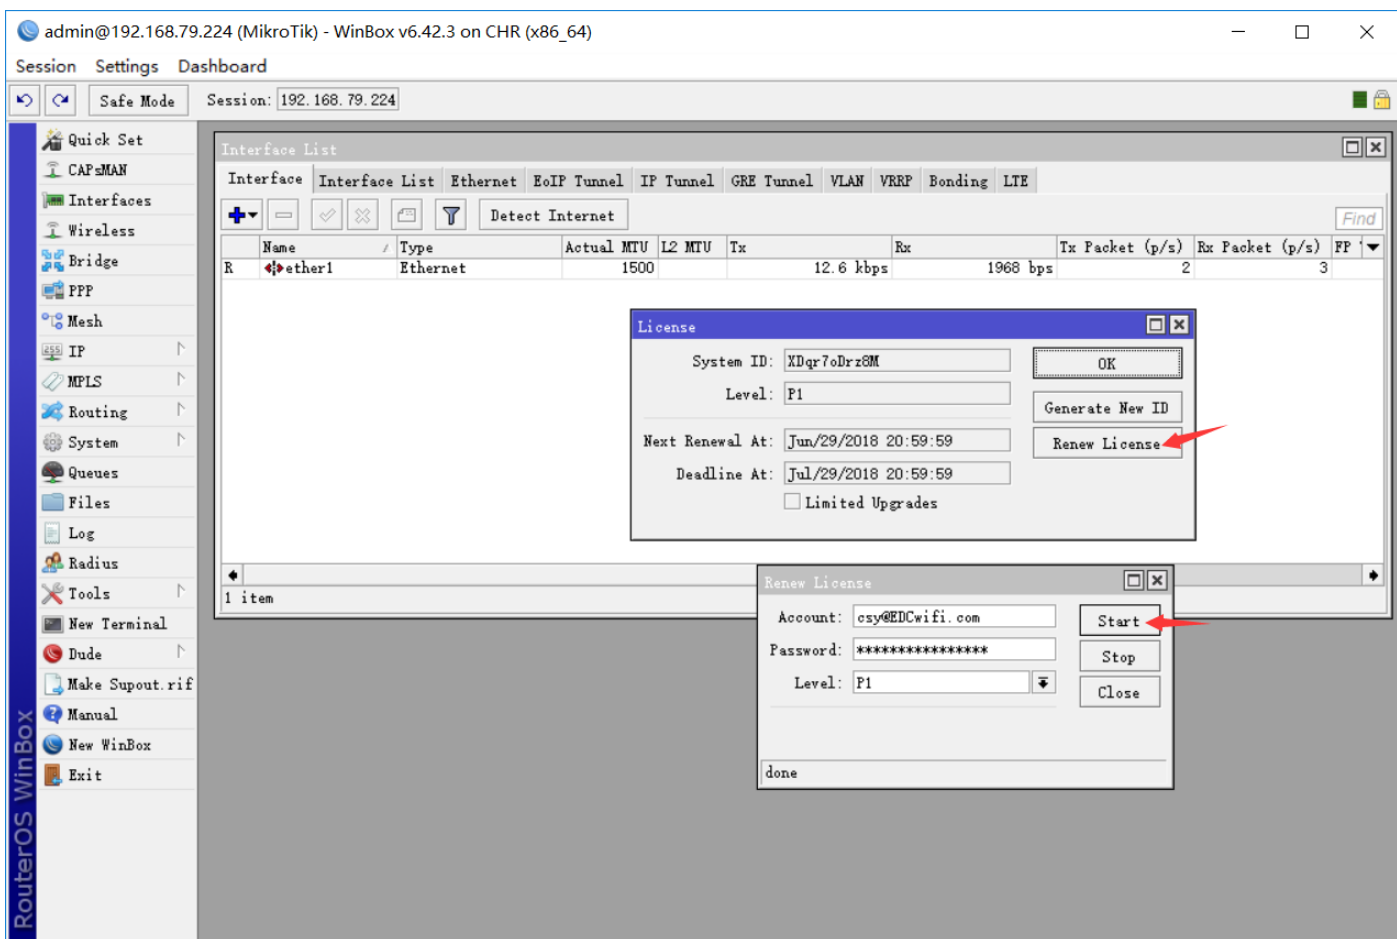 admin@192.168.79.224 (MikroTik) - WinBox v6.42.3 on CHR (x86_64)
Session Settings Dashboard
Safe Mode Session: 192.168.79.224
Quick Set
CAPsMAN
Interfaces
Wireless
Bridge
PPP
Mesh
IP
MPLS
Routing
System
Queues
Files
Log
Radius
Tools
New Terminal
Dude
Make Supout.rif
Manual
New WinBox
Exit
RouterOS WinBox
Interface List
Interface Interface List Ethernet EoIP Tunnel IP Tunnel GRE Tunnel VLAN VRRP Bonding LTE
Detect Internet Find
Name Type Actual MTU L2 MTU Tx Rx Tx Packet (p/s) Rx Packet (p/s) FP
R ether1 Ethernet 1500 12.6 kbps 1968 bps 2 3
1 item
License
System ID: XDqr7oDrz8M
Level: P1
Next Renewal At: Jun/29/2018 20:59:59
Deadline At: Jul/29/2018 20:59:59
Limited Upgrades
OK
Generate New ID
Renew License
Renew License
Account: csy@EDCwifi.com
Password: ****************
Level: P1
Start
Stop
Close
done